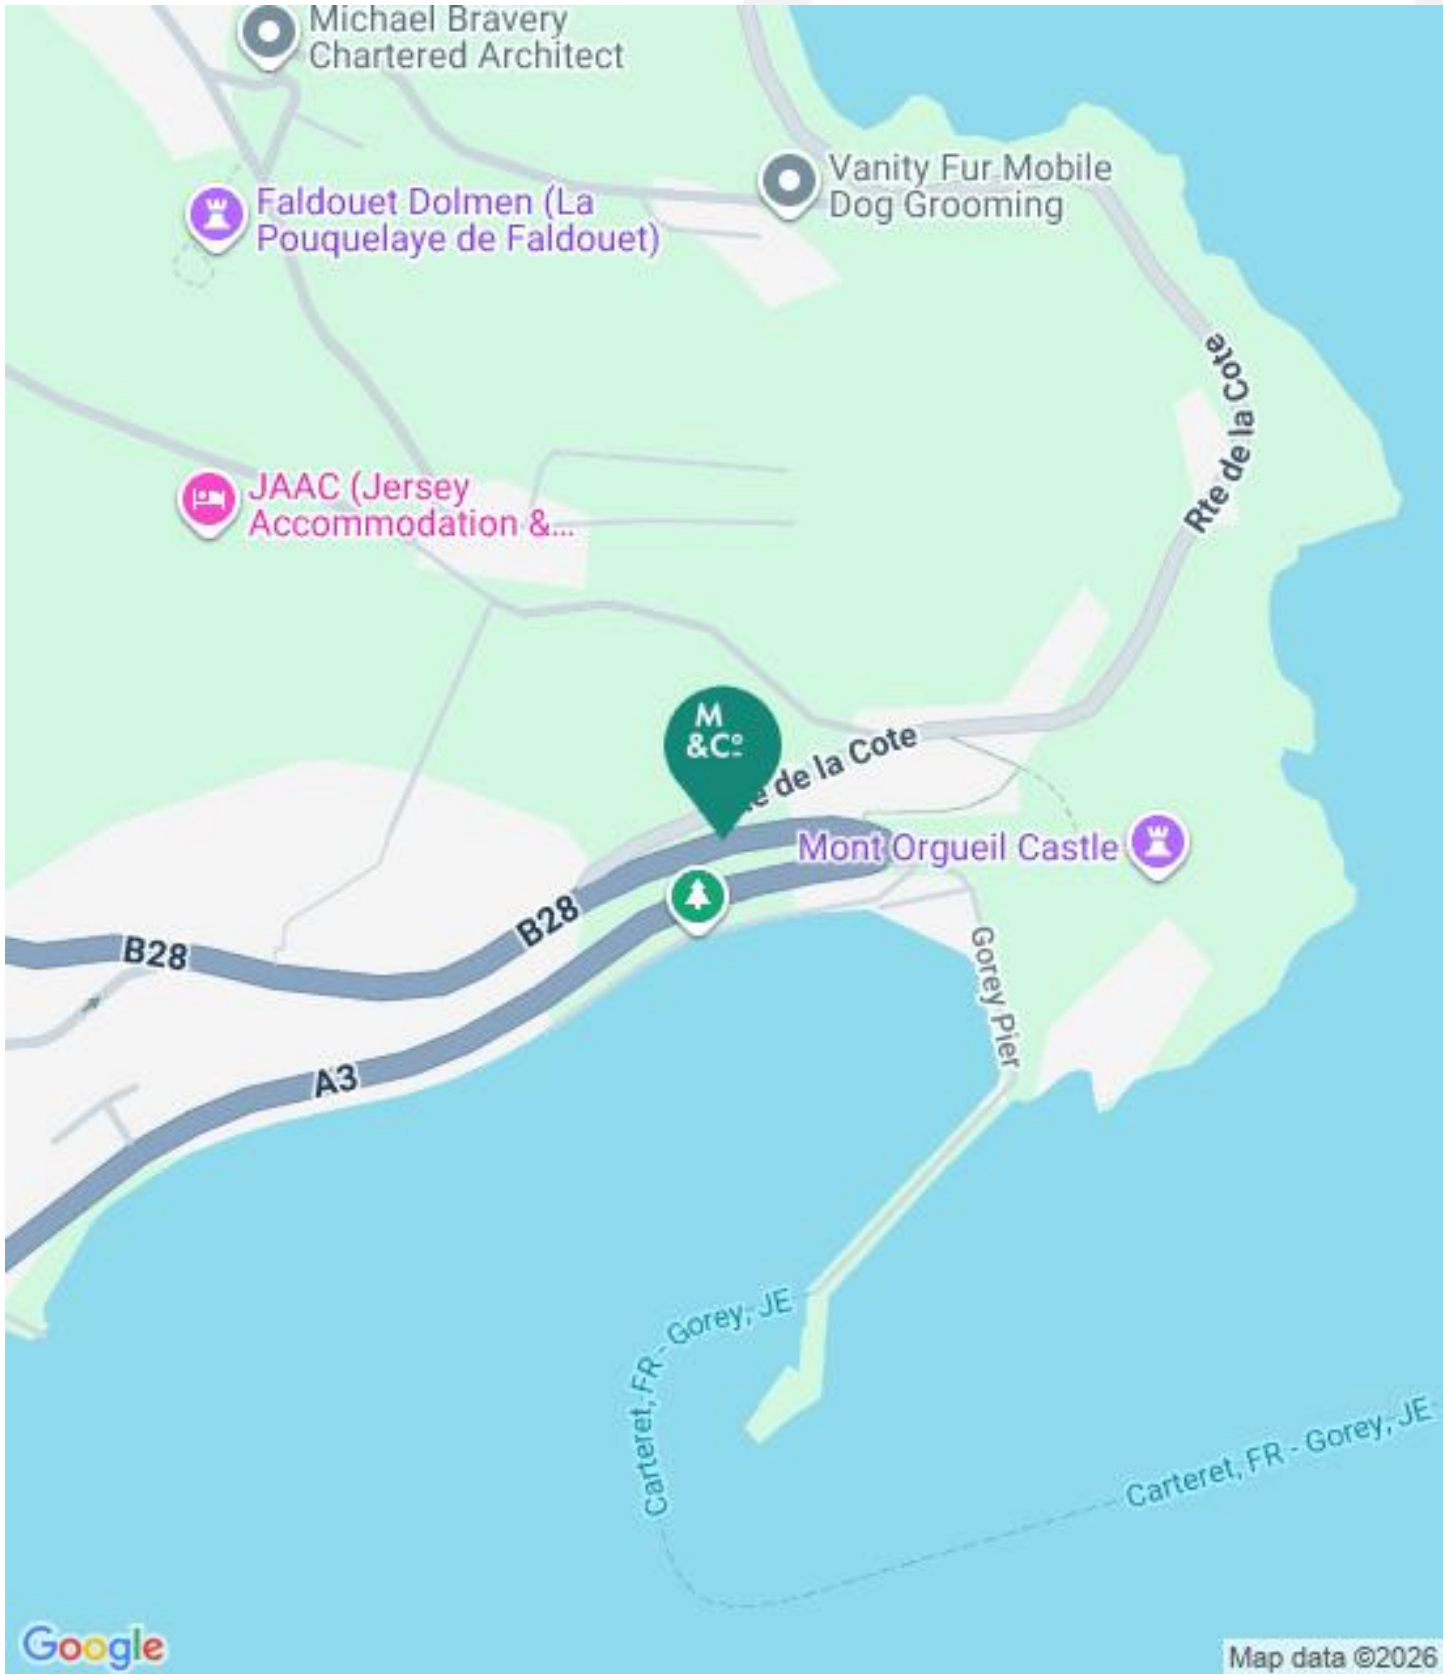 Michael Bravery
Chartered Architect
Vanity Fur Mobile
Dog Grooming
Faldouet Dolmen (La
Pouquelaye de Faldouet)
Rte de la Cote
JAAC (Jersey
Accommodation &...
M
&Co
de la Cote
Mont Orgueil Castle
B28
B28
Gorey Pier
A3
Carteret, FR - Gorey, JE
Carteret, FR - Gorey, JE
Google
Map data ©2026